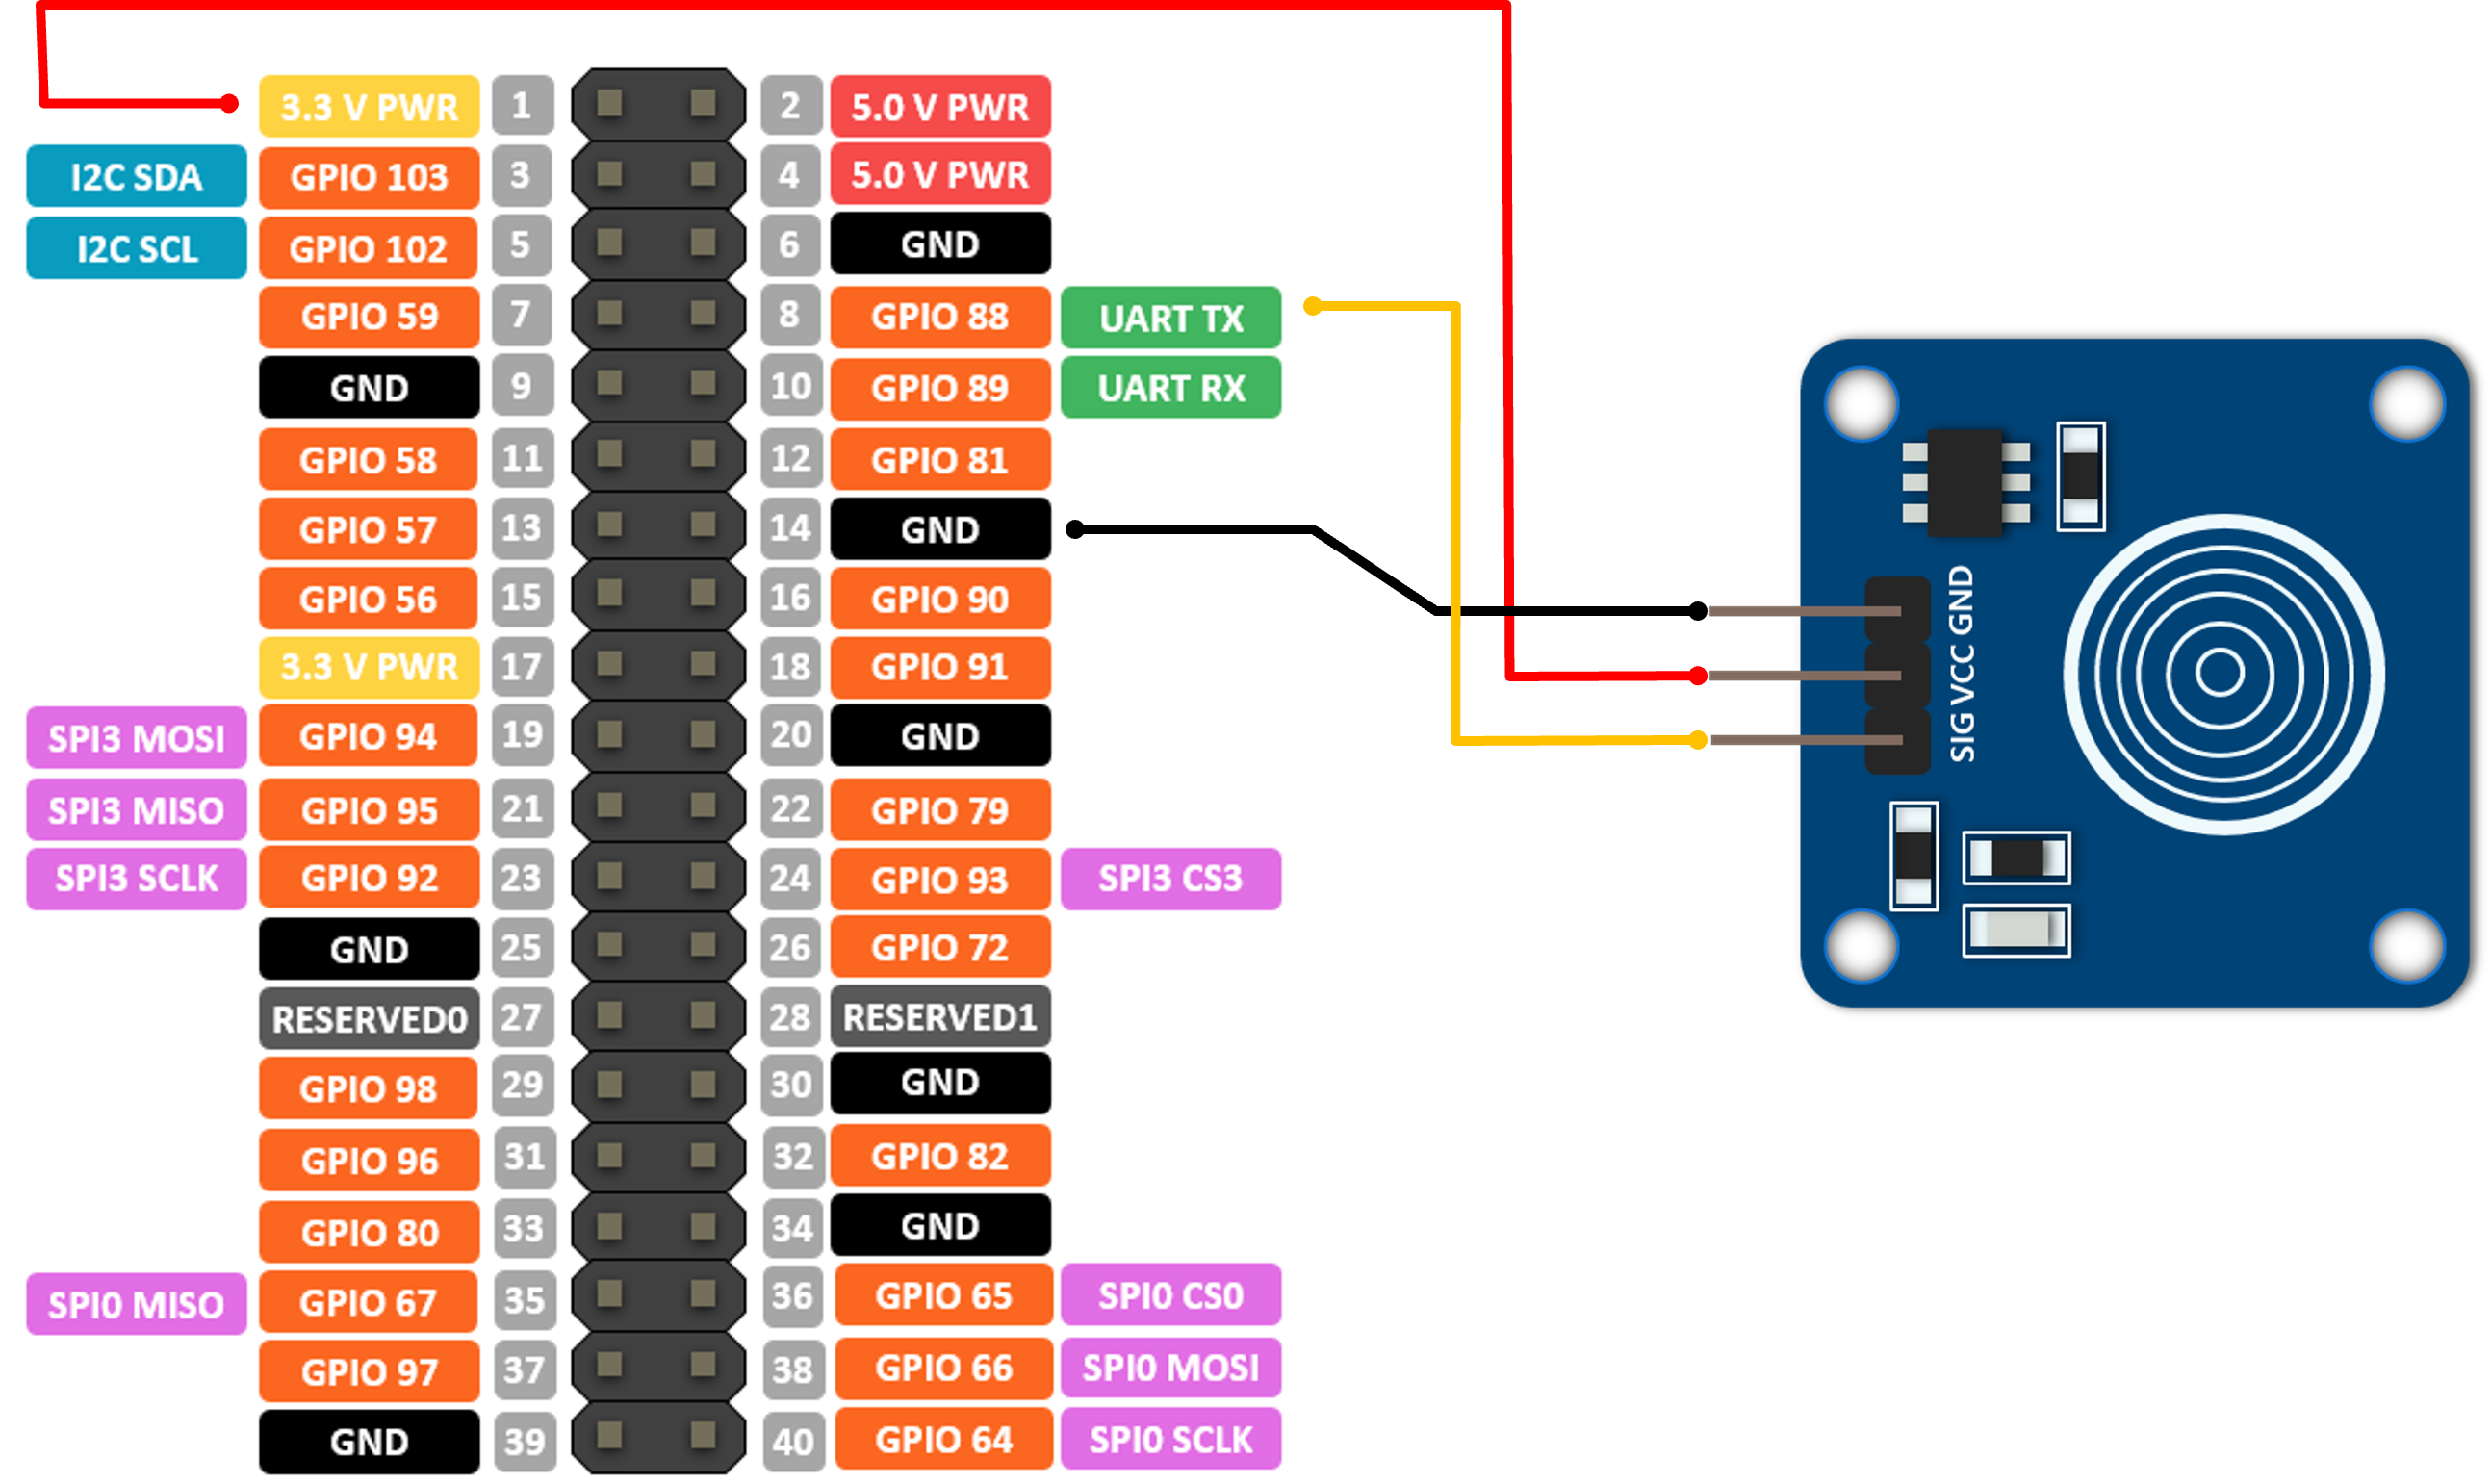 3.3 V PWR 1 2 5.0 V PWR
I2C SDA GPIO 103 3 4 5.0 V PWR
I2C SCL GPIO 102 5 6 GND
GPIO 59 7 8 GPIO 88 UART TX
GND 9 10 GPIO 89 UART RX
GPIO 58 11 12 GPIO 81
GPIO 57 13 14 GND
GPIO 56 15 16 GPIO 90
3.3 V PWR 17 18 GPIO 91
SPI3 MOSI GPIO 94 19 20 GND
SPI3 MISO GPIO 95 21 22 GPIO 79
SPI3 SCLK GPIO 92 23 24 GPIO 93 SPI3 CS3
GND 25 26 GPIO 72
RESERVED0 27 28 RESERVED1
GPIO 98 29 30 GND
GPIO 96 31 32 GPIO 82
GPIO 80 33 34 GND
SPI0 MISO GPIO 67 35 36 GPIO 65 SPI0 CS0
GPIO 97 37 38 GPIO 66 SPI0 MOSI
GND 39 40 GPIO 64 SPI0 SCLK
SIG VCC GND